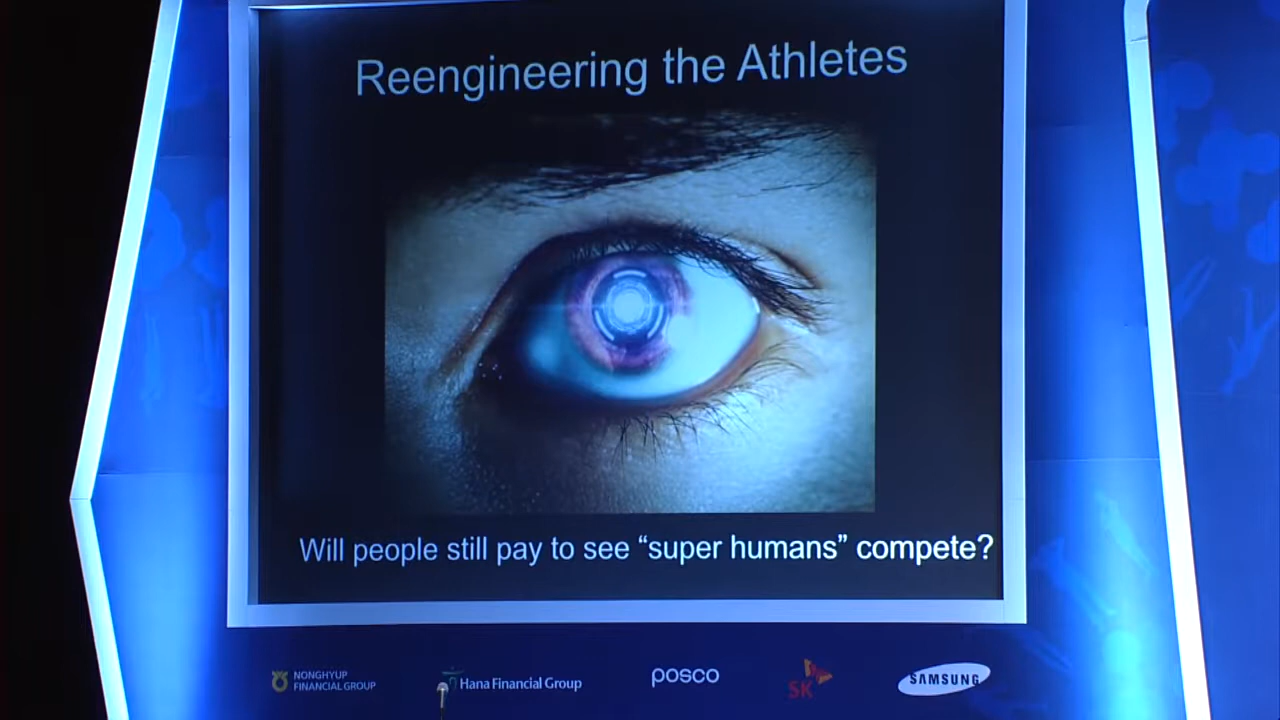 Reengineering the Athletes
Will people still pay to see “super humans” compete?
NONGHYUP
FINANCIAL GROUP
Hana Financial Group
posco
SK
SAMSUNG